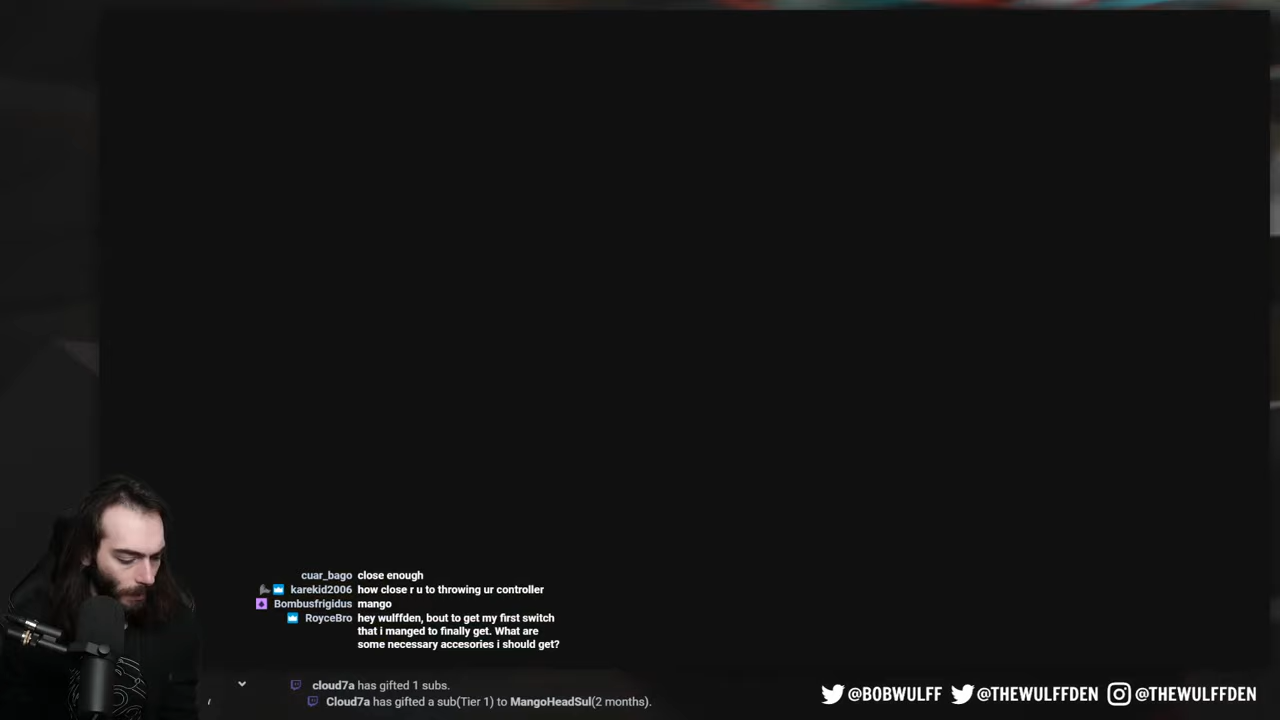 cuar_bago close enough
karekid2006 how close r u to throwing ur controller
Bombusfrigidus mango
RoyceBro hey wulffden, bout to get my first switch
that i manged to finally get. What are
some necessary accesories i should get?
cloud7a has gifted 1 subs.
Cloud7a has gifted a sub(Tier 1) to MangoHeadSul(2 months).
@BOBWULFF @THEWULFFDEN @THEWULFFDEN